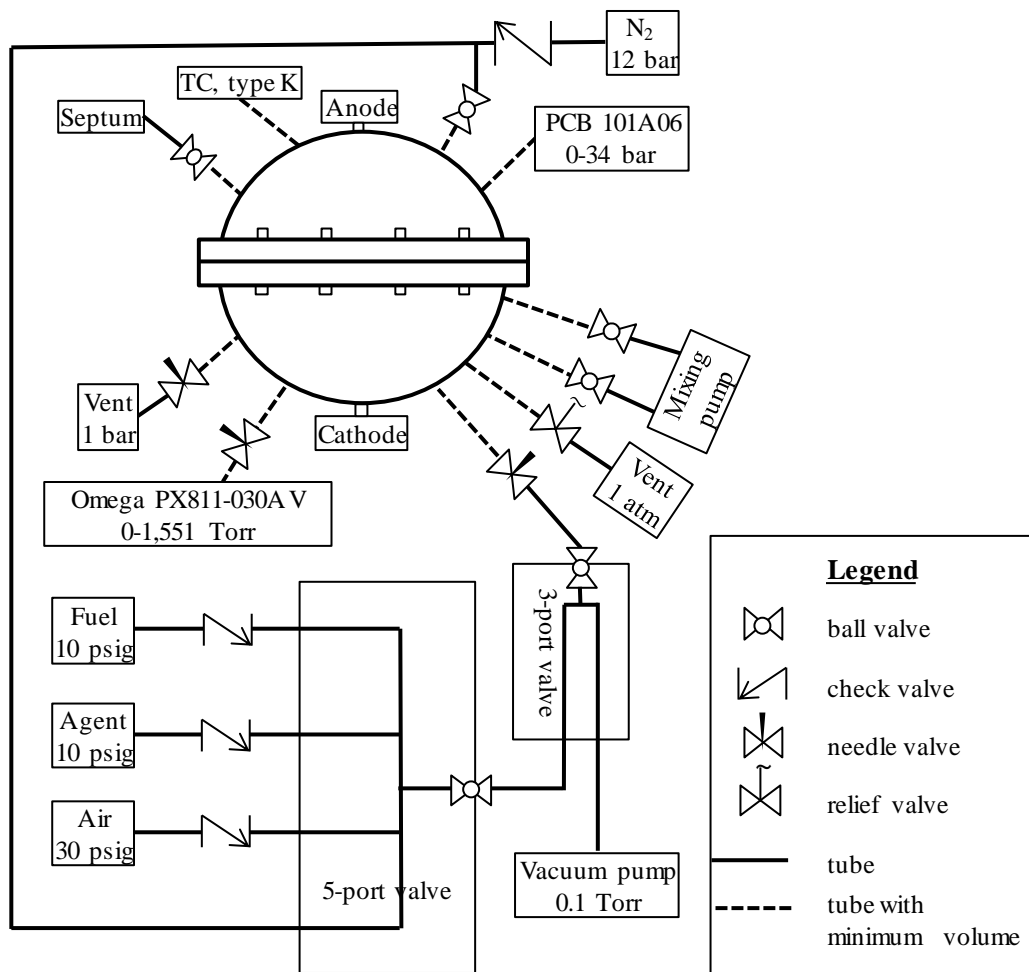 N₂
12 bar
TC, type K
Anode
Septum
PCB 101A06
0-34 bar
Mixing
pump
Vent
1 bar
Cathode
Vent
1 atm
Omega PX811-030AV
0-1,551 Torr
3-port valve
Fuel
10 psig
Agent
10 psig
Air
30 psig
5-port valve
Vacuum pump
0.1 Torr
Legend
ball valve
check valve
needle valve
relief valve
tube
tube with
minimum volume